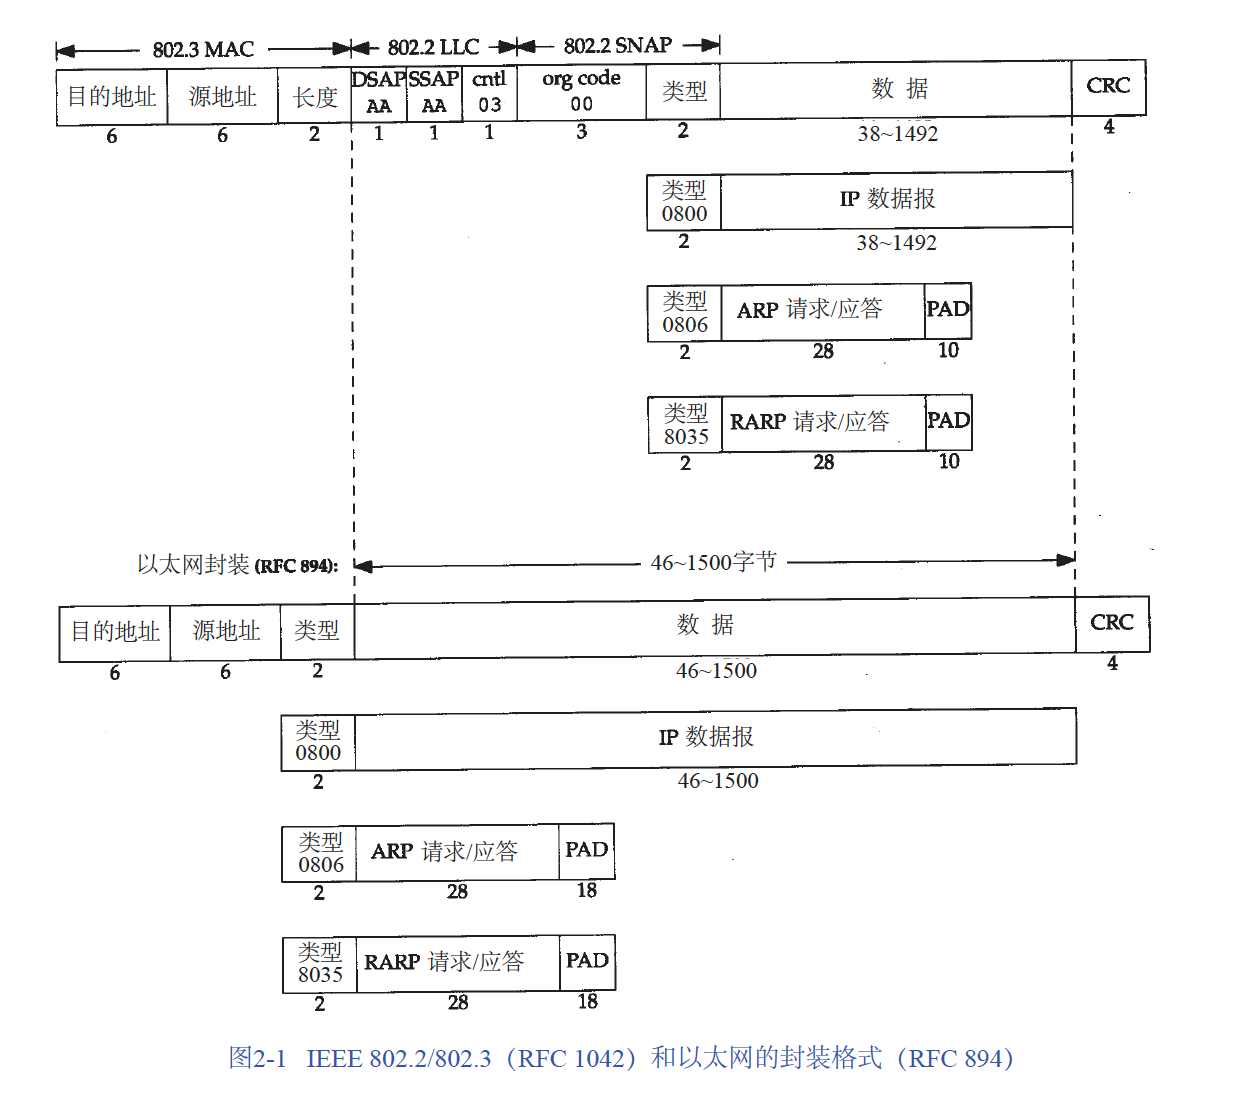 802.3 MAC 802.2 LLC 802.2 SNAP
目的地址 源地址 长度 DSAP AA SSAP AA cntl 03 org code 00 类型 数 据 CRC
6 6 2 1 1 1 3 2 38~1492 4
类型 0800 IP 数据报
2 38~1492
类型 0806 ARP 请求/应答 PAD
2 28 10
类型 8035 RARP 请求/应答 PAD
2 28 10
以太网封装 (RFC 894): 46~1500字节
目的地址 源地址 类型 数 据 CRC
6 6 2 46~1500 4
类型 0800 IP 数据报
2 46~1500
类型 0806 ARP 请求/应答 PAD
2 28 18
类型 8035 RARP 请求/应答 PAD
2 28 18
图2-1 IEEE 802.2/802.3（RFC 1042）和以太网的封装格式（RFC 894）